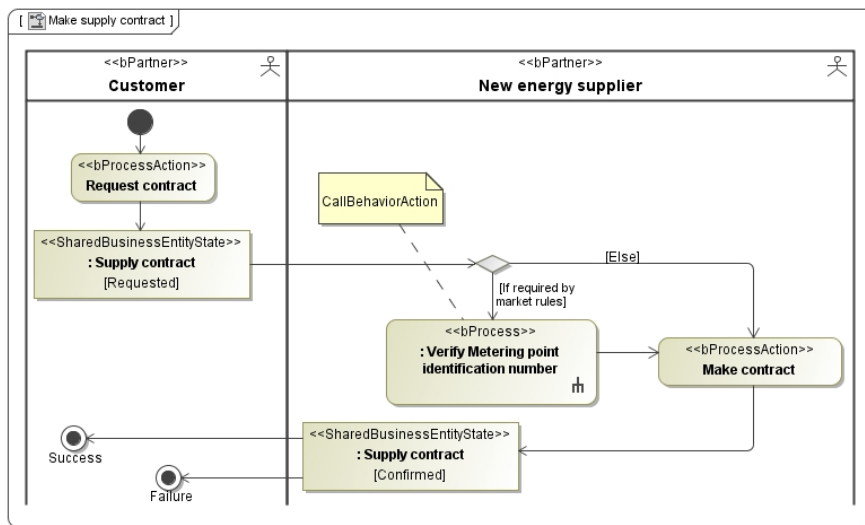 [ Make supply contract ]
<<bPartner>>
Customer
<<bPartner>>
New energy supplier
<<bProcessAction>>
Request contract
CallBehaviorAction
<<SharedBusinessEntityState>>
: Supply contract
[Requested]
[Else]
[If required by
market rules]
<<bProcess>>
: Verify Metering point
identification number
<<bProcessAction>>
Make contract
<<SharedBusinessEntityState>>
: Supply contract
[Confirmed]
Success
Failure